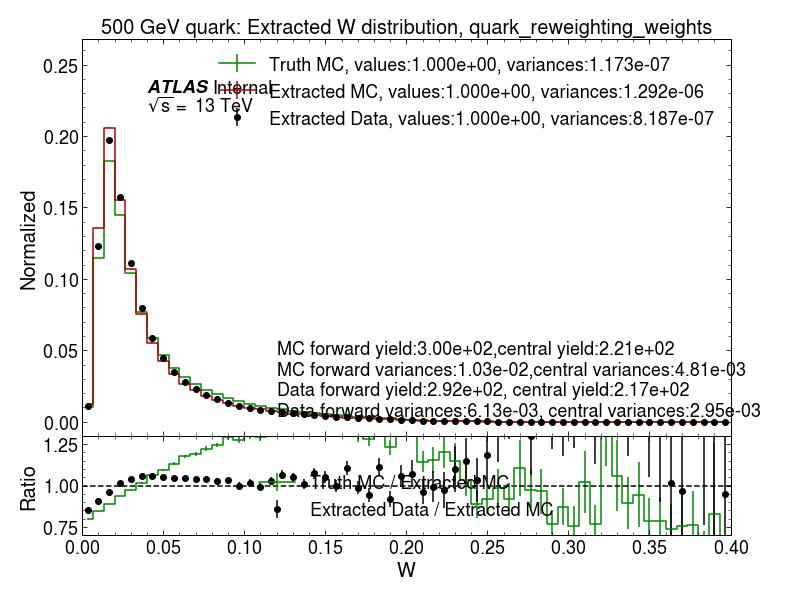 500 GeV quark: Extracted W distribution, quark_reweighting_weights
Truth MC, values:1.000e+00, variances:1.173e-07
ATLAS Internal
Extracted MC, values:1.000e+00, variances:1.292e-06
√s = 13 TeV
Extracted Data, values:1.000e+00, variances:8.187e-07
0.25
0.20
0.15
0.10
0.05
0.00
Normalized
MC forward yield:3.00e+02,central yield:2.21e+02
MC forward variances:1.03e-02,central variances:4.81e-03
Data forward yield:2.92e+02, central yield:2.17e+02
Data forward variances:6.13e-03, central variances:2.95e-03
1.25
1.00
0.75
Ratio
Truth MC / Extracted MC
Extracted Data / Extracted MC
0.00 0.05 0.10 0.15 0.20 0.25 0.30 0.35 0.40
W